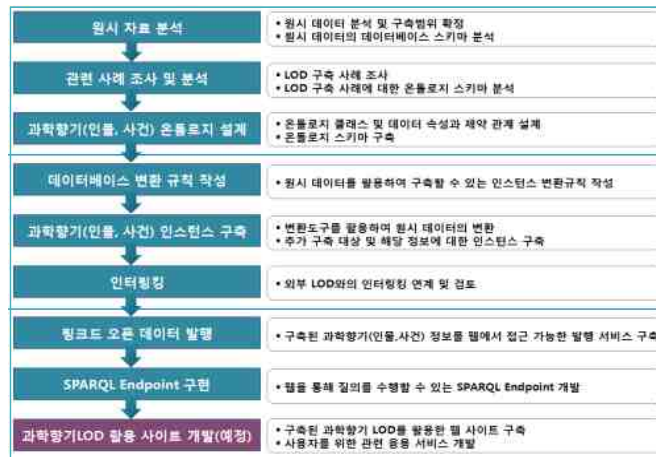 원시 자료 분석
• 원시 데이터 분석 및 구축범위 확정
• 원시 데이터의 데이터베이스 스키마 분석
관련 사례 조사 및 분석
• LOD 구축 사례 조사
• LOD 구축 사례에 대한 온톨로지 스키마 분석
과학향기(인물, 사건) 온톨로지 설계
• 온톨로지 클래스 및 데이터 속성과 제약 관계 설계
• 온톨로지 스키마 구축
데이터베이스 변환 규칙 작성
• 원시 데이터를 활용하여 구축할 수 있는 인스턴스 변환규칙 작성
과학향기(인물, 사건) 인스턴스 구축
• 변환도구를 활용하여 원시 데이터의 변환
• 추가 구축 대상 및 해당 정보에 대한 인스턴스 구축
인터링킹
• 외부 LOD와의 인터링킹 연계 및 검토
링크드 오픈 데이터 발행
• 구축된 과학향기(인물,사건) 정보를 웹에서 접근 가능한 발행 서비스 구축
SPARQL Endpoint 구현
• 웹을 통해 질의를 수행할 수 있는 SPARQL Endpoint 개발
과학향기LOD 활용 사이트 개발(예정)
• 구축된 과학향기 LOD를 활용한 웹 사이트 구축
• 사용자를 위한 관련 응용 서비스 개발